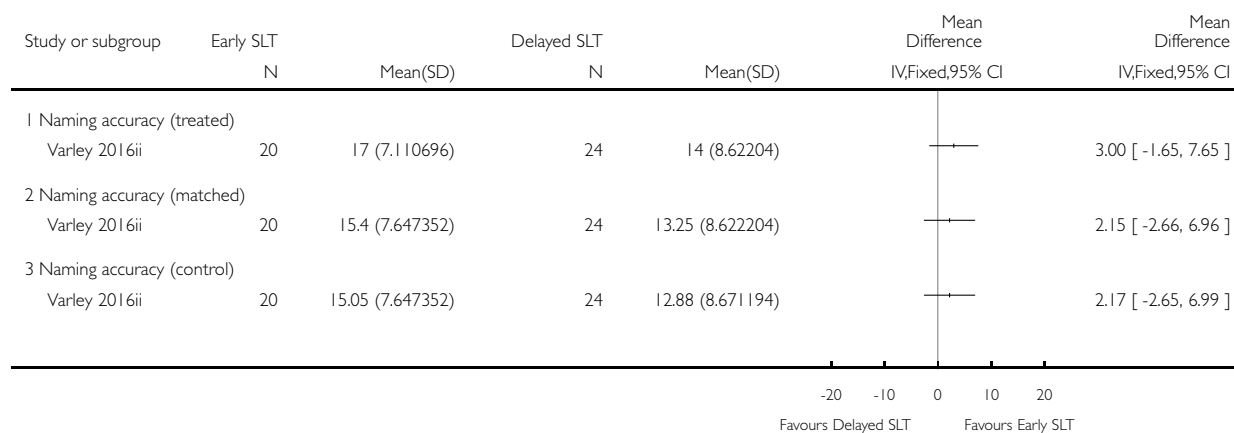 Study or subgroup Early SLT Delayed SLT Mean Difference Mean Difference
N Mean(SD) N Mean(SD) IV,Fixed,95% CI IV,Fixed,95% CI
1 Naming accuracy (treated)
Varley 2016ii 20 17 (7.110696) 24 14 (8.62204) 3.00 [ -1.65, 7.65 ]
2 Naming accuracy (matched)
Varley 2016ii 20 15.4 (7.647352) 24 13.25 (8.622204) 2.15 [ -2.66, 6.96 ]
3 Naming accuracy (control)
Varley 2016ii 20 15.05 (7.647352) 24 12.88 (8.671194) 2.17 [ -2.65, 6.99 ]
-20 -10 0 10 20
Favours Delayed SLT Favours Early SLT